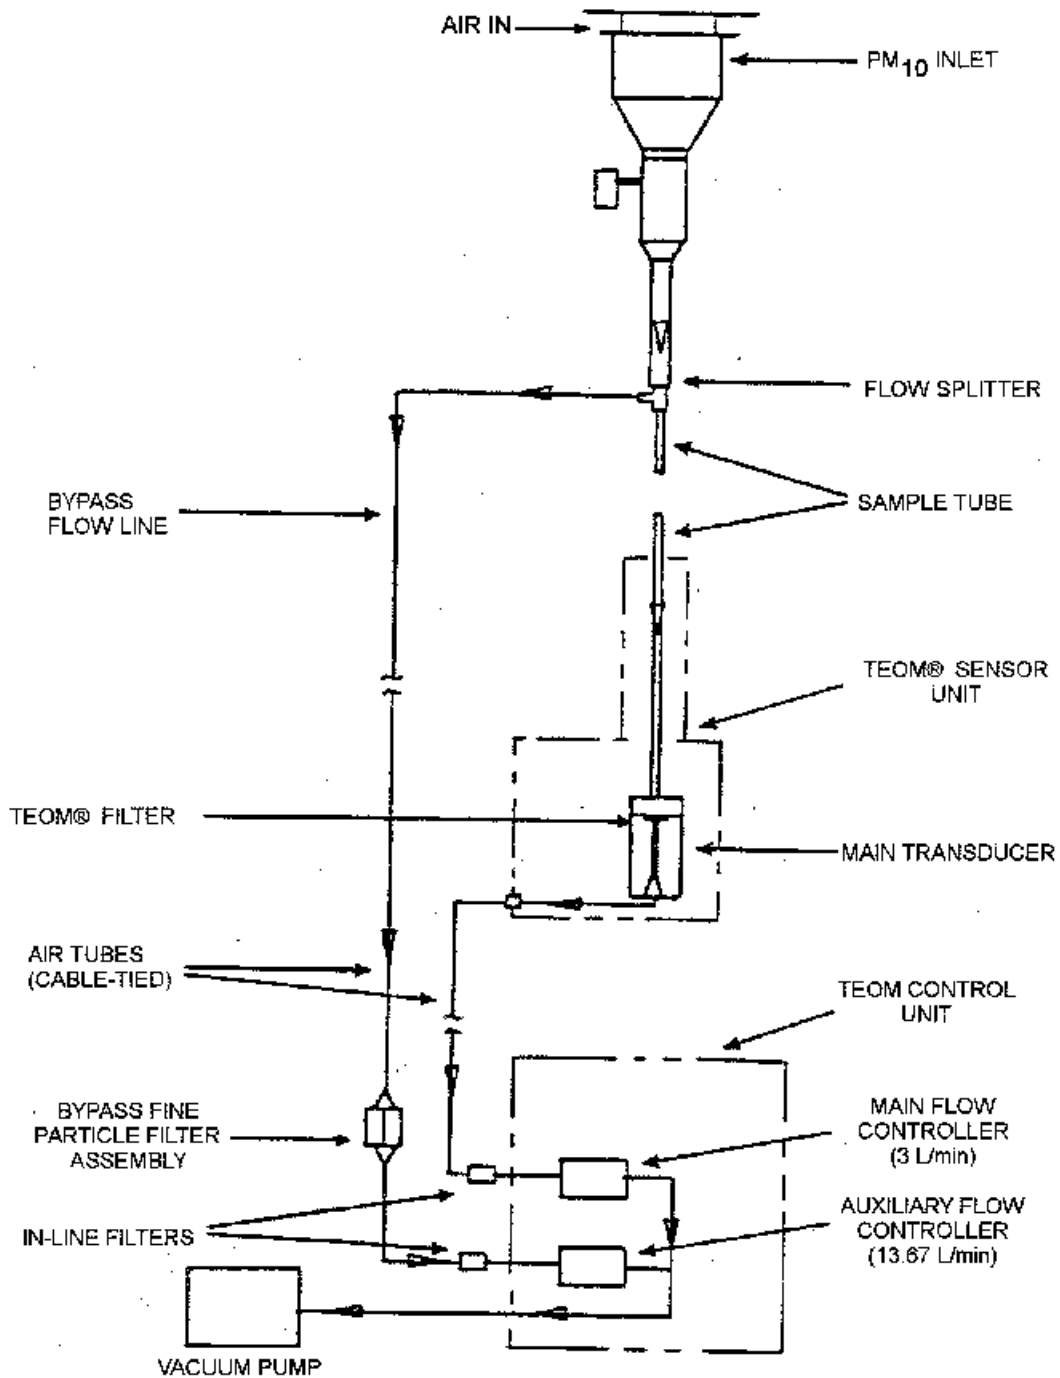 AIR IN
PM10 INLET
FLOW SPLITTER
BYPASS
FLOW LINE
SAMPLE TUBE
TEOM® SENSOR
UNIT
TEOM® FILTER
MAIN TRANSDUCER
AIR TUBES
(CABLE-TIED)
TEOM CONTROL
UNIT
BYPASS FINE
PARTICLE FILTER
ASSEMBLY
MAIN FLOW
CONTROLLER
(3 L/min)
IN-LINE FILTERS
AUXILIARY FLOW
CONTROLLER
(13.67 L/min)
VACUUM PUMP